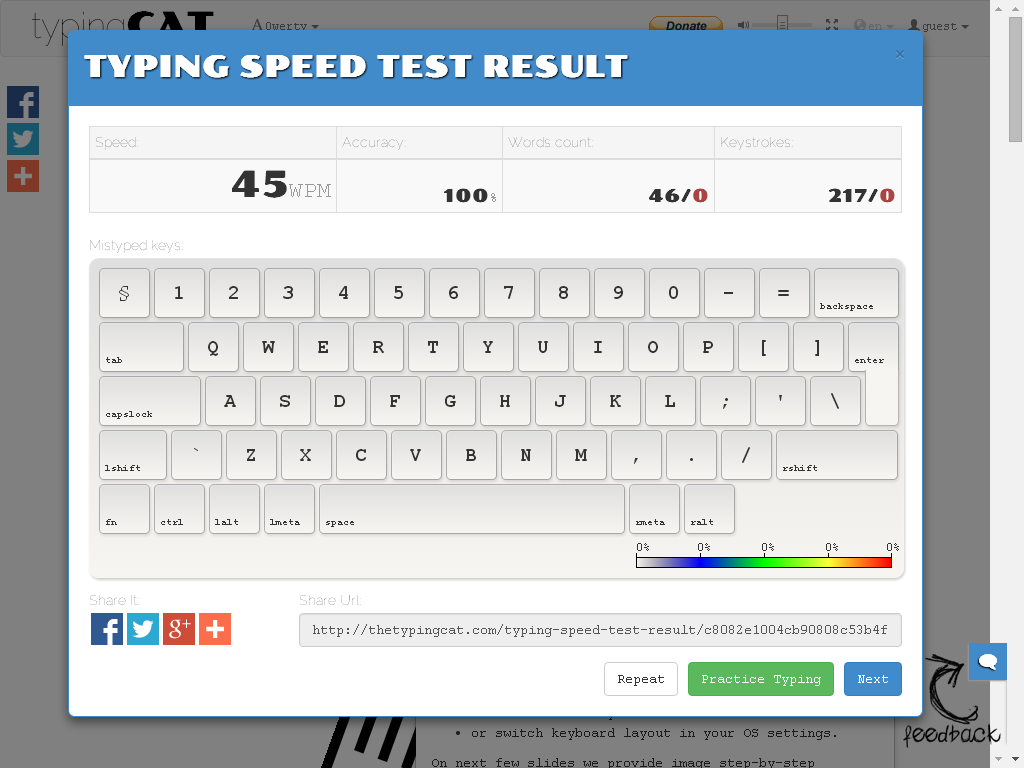 typingCAT
A Qwerty
Donate
en
guest
TYPING SPEED TEST RESULT
×
Speed: Accuracy: Words count: Keystrokes:
45WPM 100% 46/0 217/0
Mistyped keys:
§ 1 2 3 4 5 6 7 8 9 0 - = backspace
tab Q W E R T Y U I O P [ ] enter
capslock A S D F G H J K L ; ' \
lshift ` Z X C V B N M , . / rshift
fn ctrl lalt lmeta space rmeta ralt
0% 0% 0% 0% 0%
Share It: Share Url:
http://thetypingcat.com/typing-speed-test-result/c8082e1004cb90808c53b4f
Repeat Practice Typing Next
feedback
• or switch keyboard layout in your OS settings.
On next few slides we provide image step-by-step